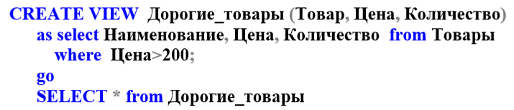 CREATE VIEW Дорогие_товары (Товар, Цена, Количество)
as select Наименование, Цена, Количество from Товары
where Цена>200;
go
SELECT * from Дорогие_товары